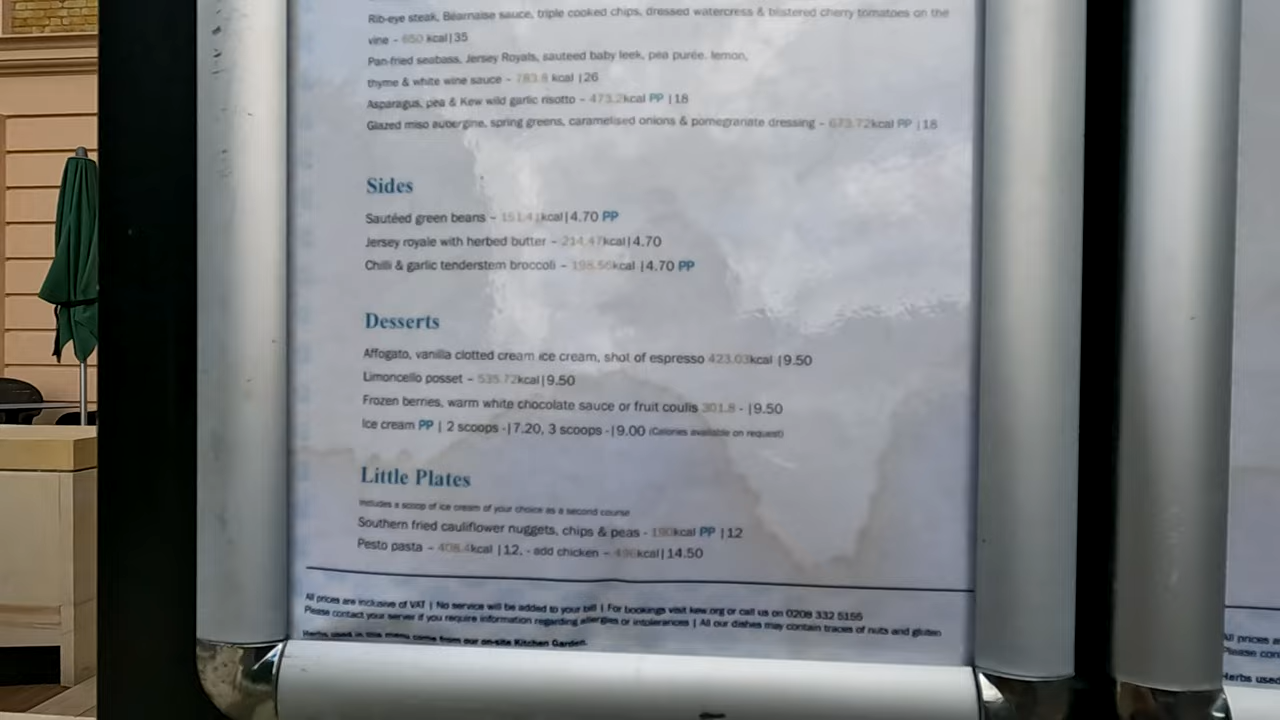 Rib-eye steak, Béarnaise sauce, triple cooked chips, dressed watercress & blistered cherry tomatoes on the
vine – 650 kcal|35
Pan-fried seabass, Jersey Royals, sauteed baby leek, pea purée, lemon,
thyme & white wine sauce – 783.8 kcal |26
Asparagus, pea & Kew wild garlic risotto – 473.2kcal PP |18
Glazed miso aubergine, spring greens, caramelised onions & pomegranate dressing – 673.72kcal PP |18
Sides
Sautéed green beans – 151.41kcal|4.70 PP
Jersey royale with herbed butter – 214.47kcal|4.70
Chilli & garlic tenderstem broccoli – 198.56kcal |4.70 PP
Desserts
Affogato, vanilla clotted cream ice cream, shot of espresso 423.03kcal |9.50
Limoncello posset – 535.72kcal|9.50
Frozen berries, warm white chocolate sauce or fruit coulis 301.8 - |9.50
Ice cream PP | 2 scoops -|7.20, 3 scoops -|9.00 (Calories available on request)
Little Plates
Includes a scoop of ice cream of your choice as a second course
Southern fried cauliflower nuggets, chips & peas - 190kcal PP |12
Pesto pasta – 408.4kcal |12, - add chicken – 496kcal|14.50
All prices are inclusive of VAT | No service will be added to your bill | For bookings visit kew.org or call us on 0208 332 5155
Please contact your server if you require information regarding allergies or intolerances | All our dishes may contain traces of nuts and gluten
Herbs used in this menu come from our on-site Kitchen Garden.
All prices
Please con
Herbs used